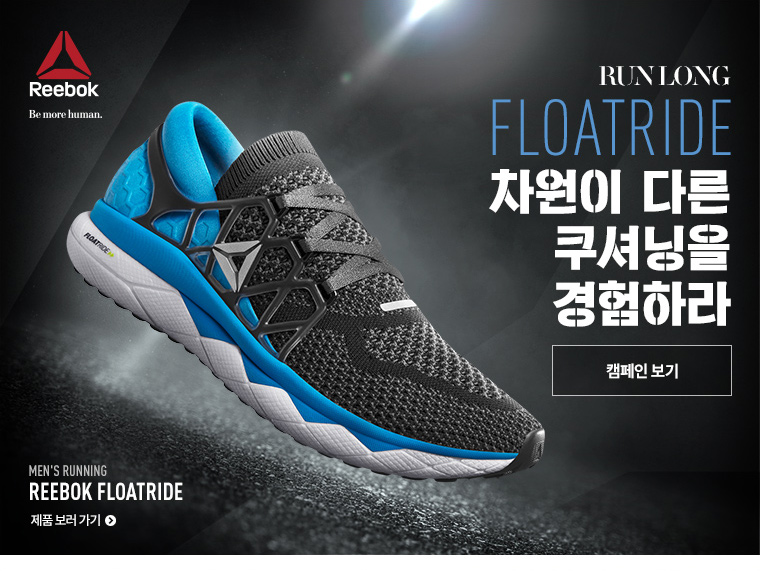 Reebok
Be more human.
RUN LONG
FLOATRIDE
차원이 다른
쿠셔닝을
경험하라
캠페인 보기
FLOATRIDE
MEN'S RUNNING
REEBOK FLOATRIDE
제품 보러 가기